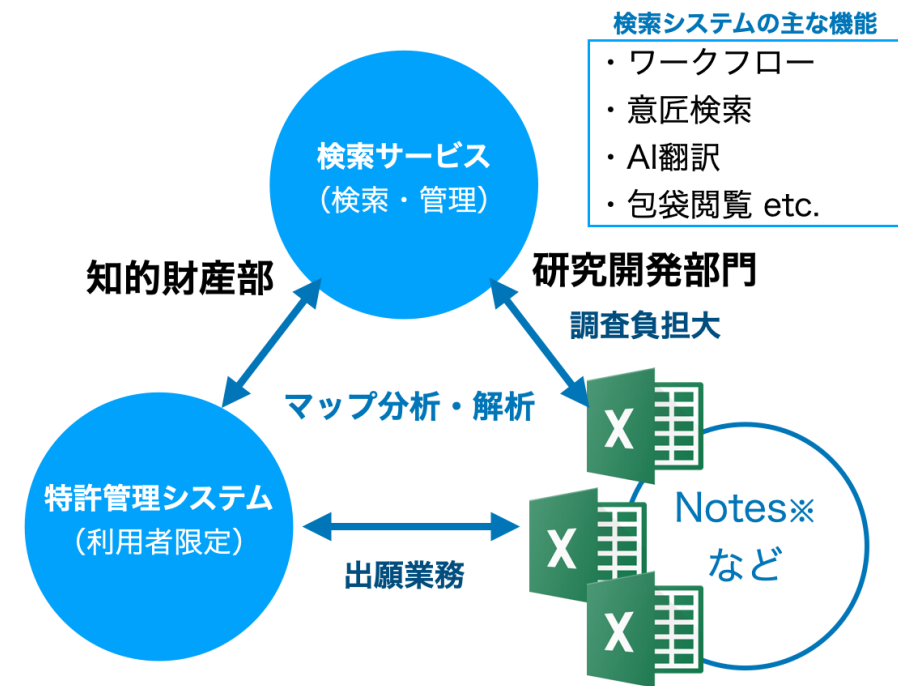 検索システムの主な機能
・ワークフロー
・意匠検索
・AI翻訳
・包袋閲覧 etc.
検索サービス
（検索・管理）
知的財産部
研究開発部門
調査負担大
マップ分析・解析
特許管理システム
（利用者限定）
出願業務
X
X
X
Notes※
など